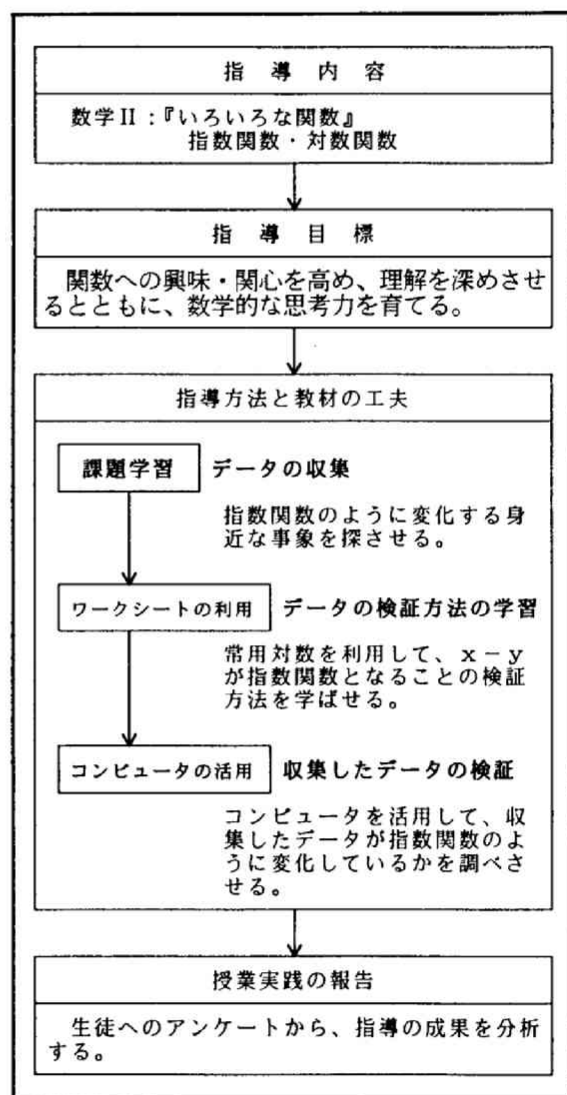 指導内容
数学Ⅱ:『いろいろな関数』
指数関数・対数関数
指導目標
関数への興味・関心を高め、理解を深めさせ
るとともに、数学的な思考力を育てる。
指導方法と教材の工夫
課題学習 データの収集
指数関数のように変化する身
近な事象を探させる。
ワークシートの利用 データの検証方法の学習
常用対数を利用して、x-y
が指数関数となることの検証
方法を学ばせる。
コンピュータの活用 収集したデータの検証
コンピュータを活用して、収
集したデータが指数関数のよ
うに変化しているかを調べさ
せる。
授業実践の報告
生徒へのアンケートから、指導の成果を分析
する。